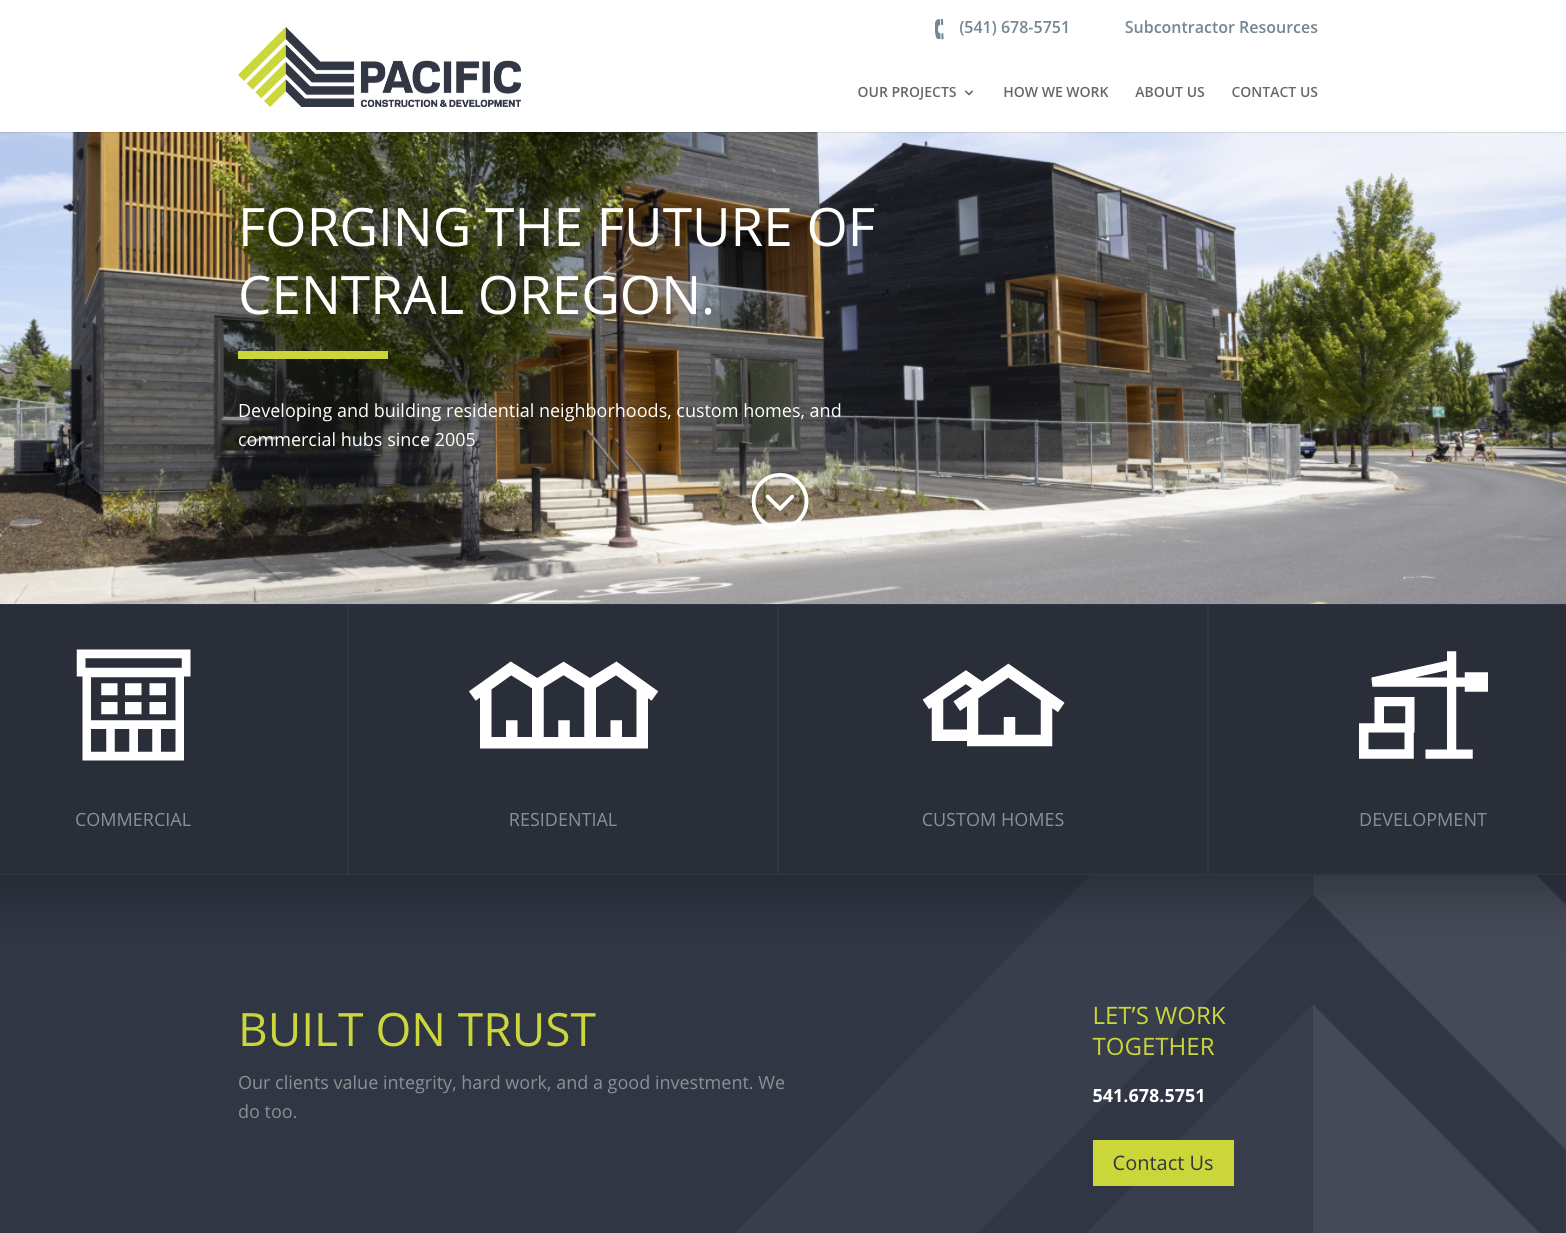 (541) 678-5751
Subcontractor Resources
PACIFIC
CONSTRUCTION & DEVELOPMENT
OUR PROJECTS
HOW WE WORK
ABOUT US
CONTACT US
FORGING THE FUTURE OF
CENTRAL OREGON.
Developing and building residential neighborhoods, custom homes, and
commercial hubs since 2005
COMMERCIAL
RESIDENTIAL
CUSTOM HOMES
DEVELOPMENT
BUILT ON TRUST
Our clients value integrity, hard work, and a good investment. We
do too.
LET’S WORK
TOGETHER
541.678.5751
Contact Us